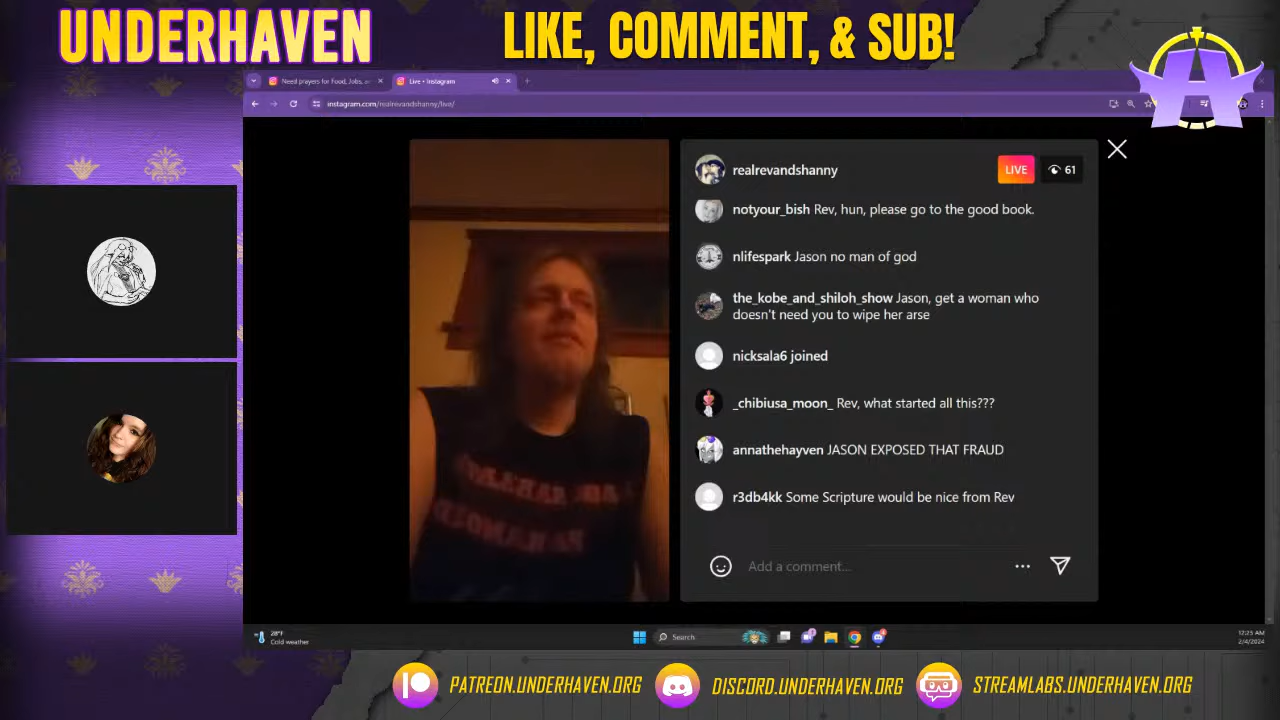 UNDERHAVEN
LIKE, COMMENT, & SUB!
Need prayers for Food, Jobs, a
Live • Instagram
instagram.com/realrevandshanny/live/
realrevandshanny
LIVE
61
notyour_bish Rev, hun, please go to the good book.
nlifespark Jason no man of god
the_kobe_and_shiloh_show Jason, get a woman who
doesn't need you to wipe her arse
nicksala6 joined
_chibiusa_moon_ Rev, what started all this???
annathehayven JASON EXPOSED THAT FRAUD
r3db4kk Some Scripture would be nice from Rev
Add a comment...
28°F
Cold weather
Search
12:25 AM
2/4/2024
PATREON.UNDERHAVEN.ORG
DISCORD.UNDERHAVEN.ORG
STREAMLABS.UNDERHAVEN.ORG